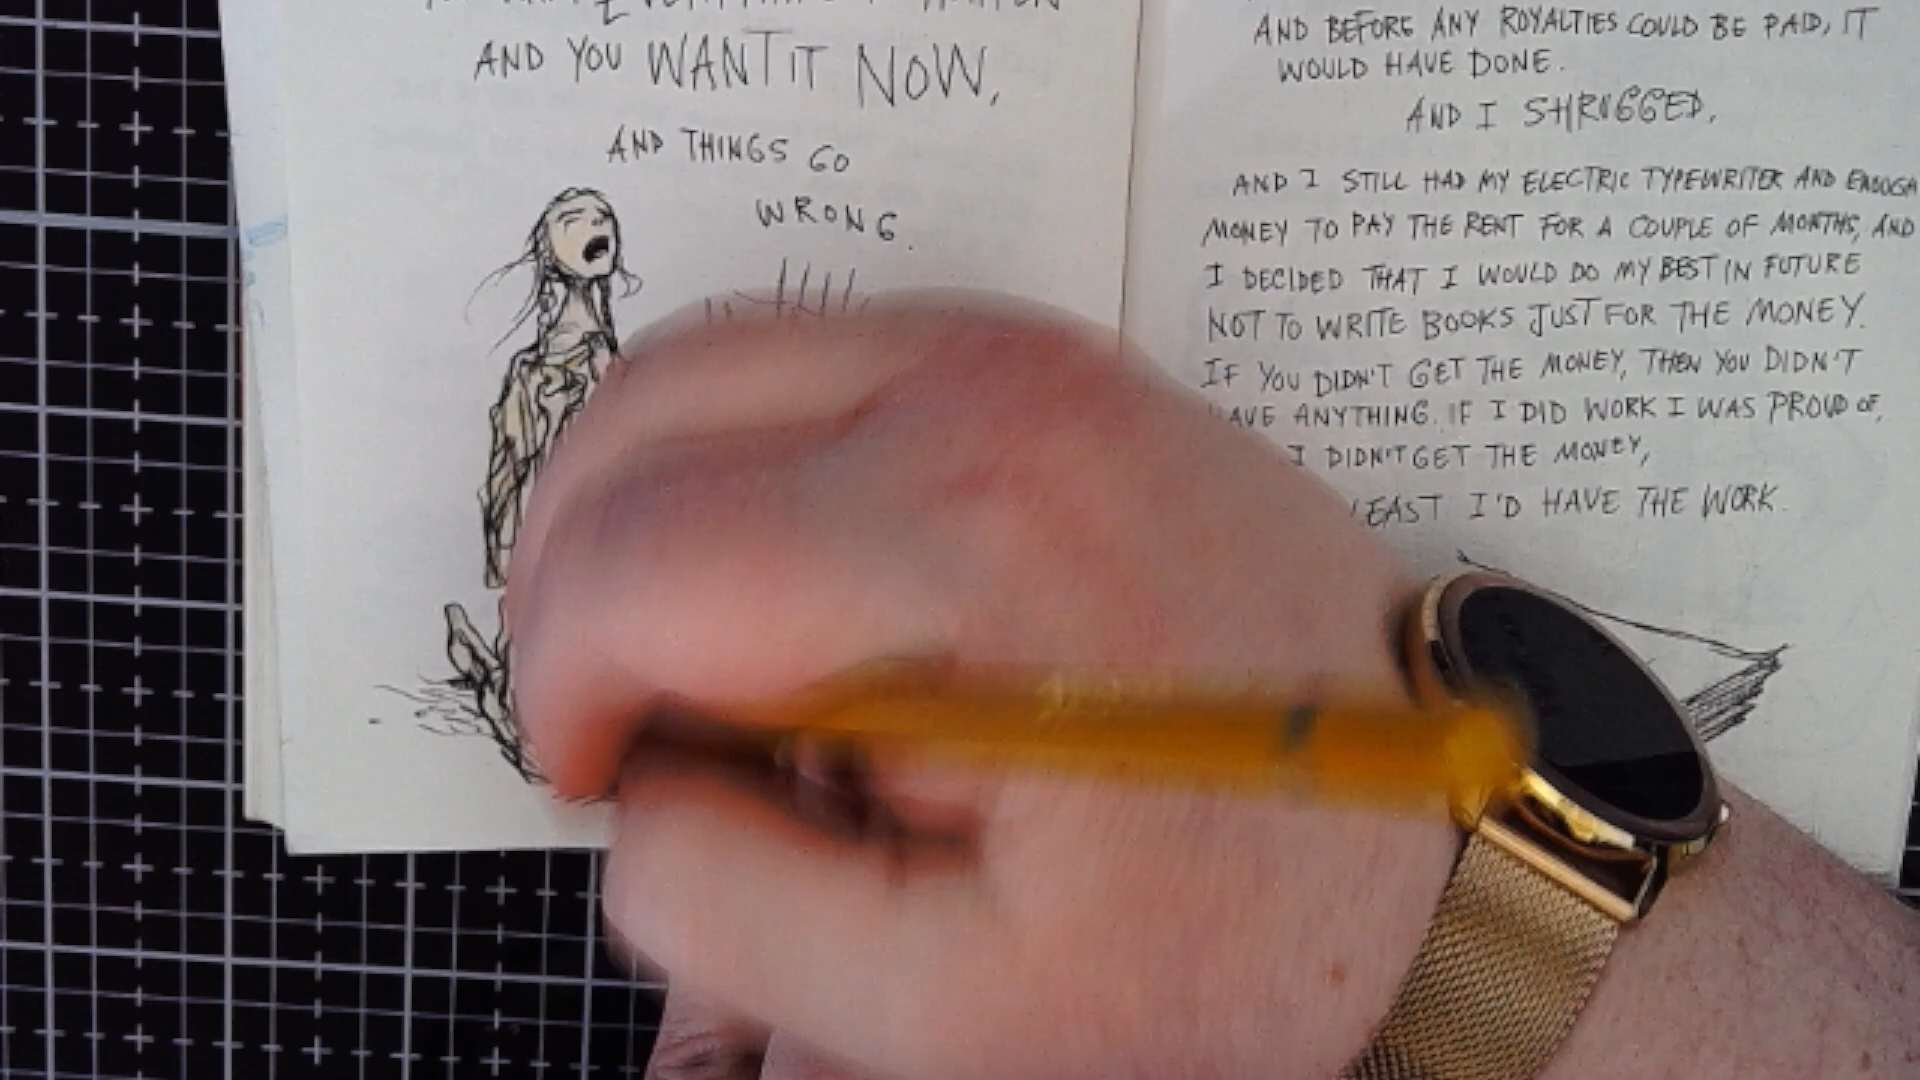 AND YOU WANT IT NOW,
AND THINGS GO
WRONG.
AND BEFORE ANY ROYALTIES COULD BE PAID, IT
WOULD HAVE DONE.
AND I SHRUGGED,
AND I STILL HAD MY ELECTRIC TYPEWRITER AND ENOUGH
MONEY TO PAY THE RENT FOR A COUPLE OF MONTHS, AND
I DECIDED THAT I WOULD DO MY BEST IN FUTURE
NOT TO WRITE BOOKS JUST FOR THE MONEY.
IF YOU DIDN'T GET THE MONEY, THEN YOU DIDN'T
HAVE ANYTHING. IF I DID WORK I WAS PROUD OF,
I DIDN'T GET THE MONEY,
LEAST I'D HAVE THE WORK.